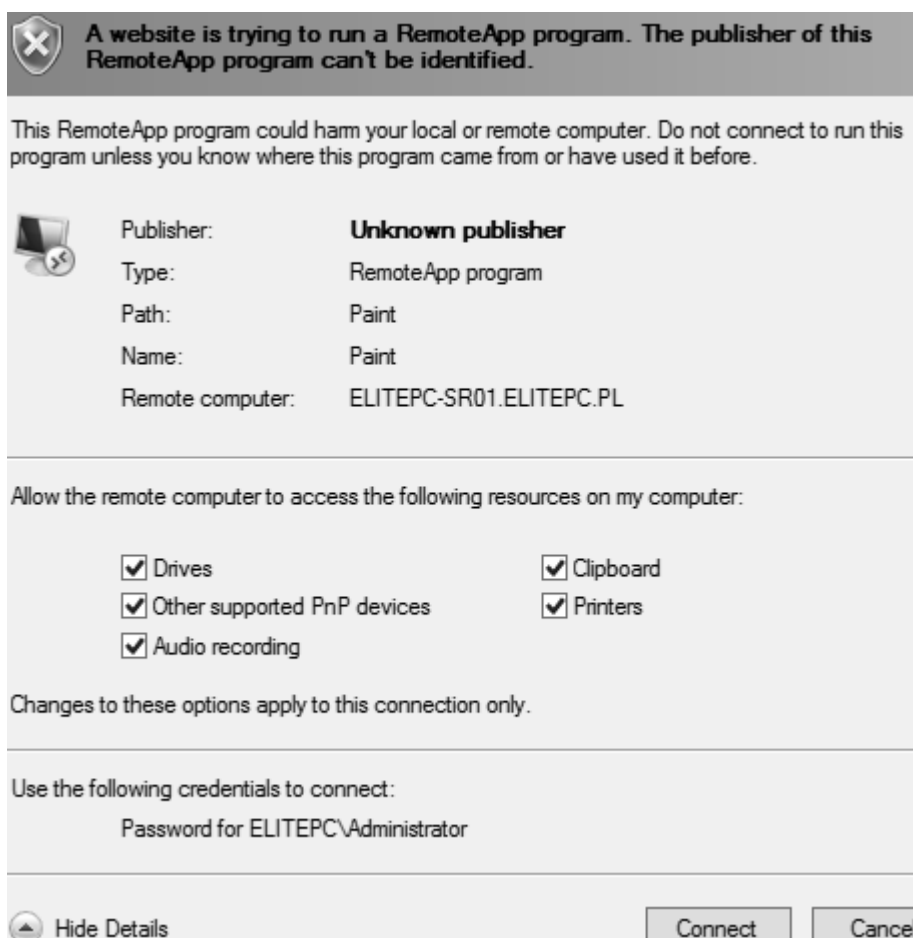 A website is trying to run a RemoteApp program. The publisher of this
RemoteApp program can't be identified.
This RemoteApp program could harm your local or remote computer. Do not connect to run this
program unless you know where this program came from or have used it before.
Publisher: Unknown publisher
Type: RemoteApp program
Path: Paint
Name: Paint
Remote computer: ELITEPC-SR01.ELITEPC.PL
Allow the remote computer to access the following resources on my computer:
Drives Clipboard
Other supported PnP devices Printers
Audio recording
Changes to these options apply to this connection only.
Use the following credentials to connect:
Password for ELITEPC\Administrator
Hide Details Connect Cancel